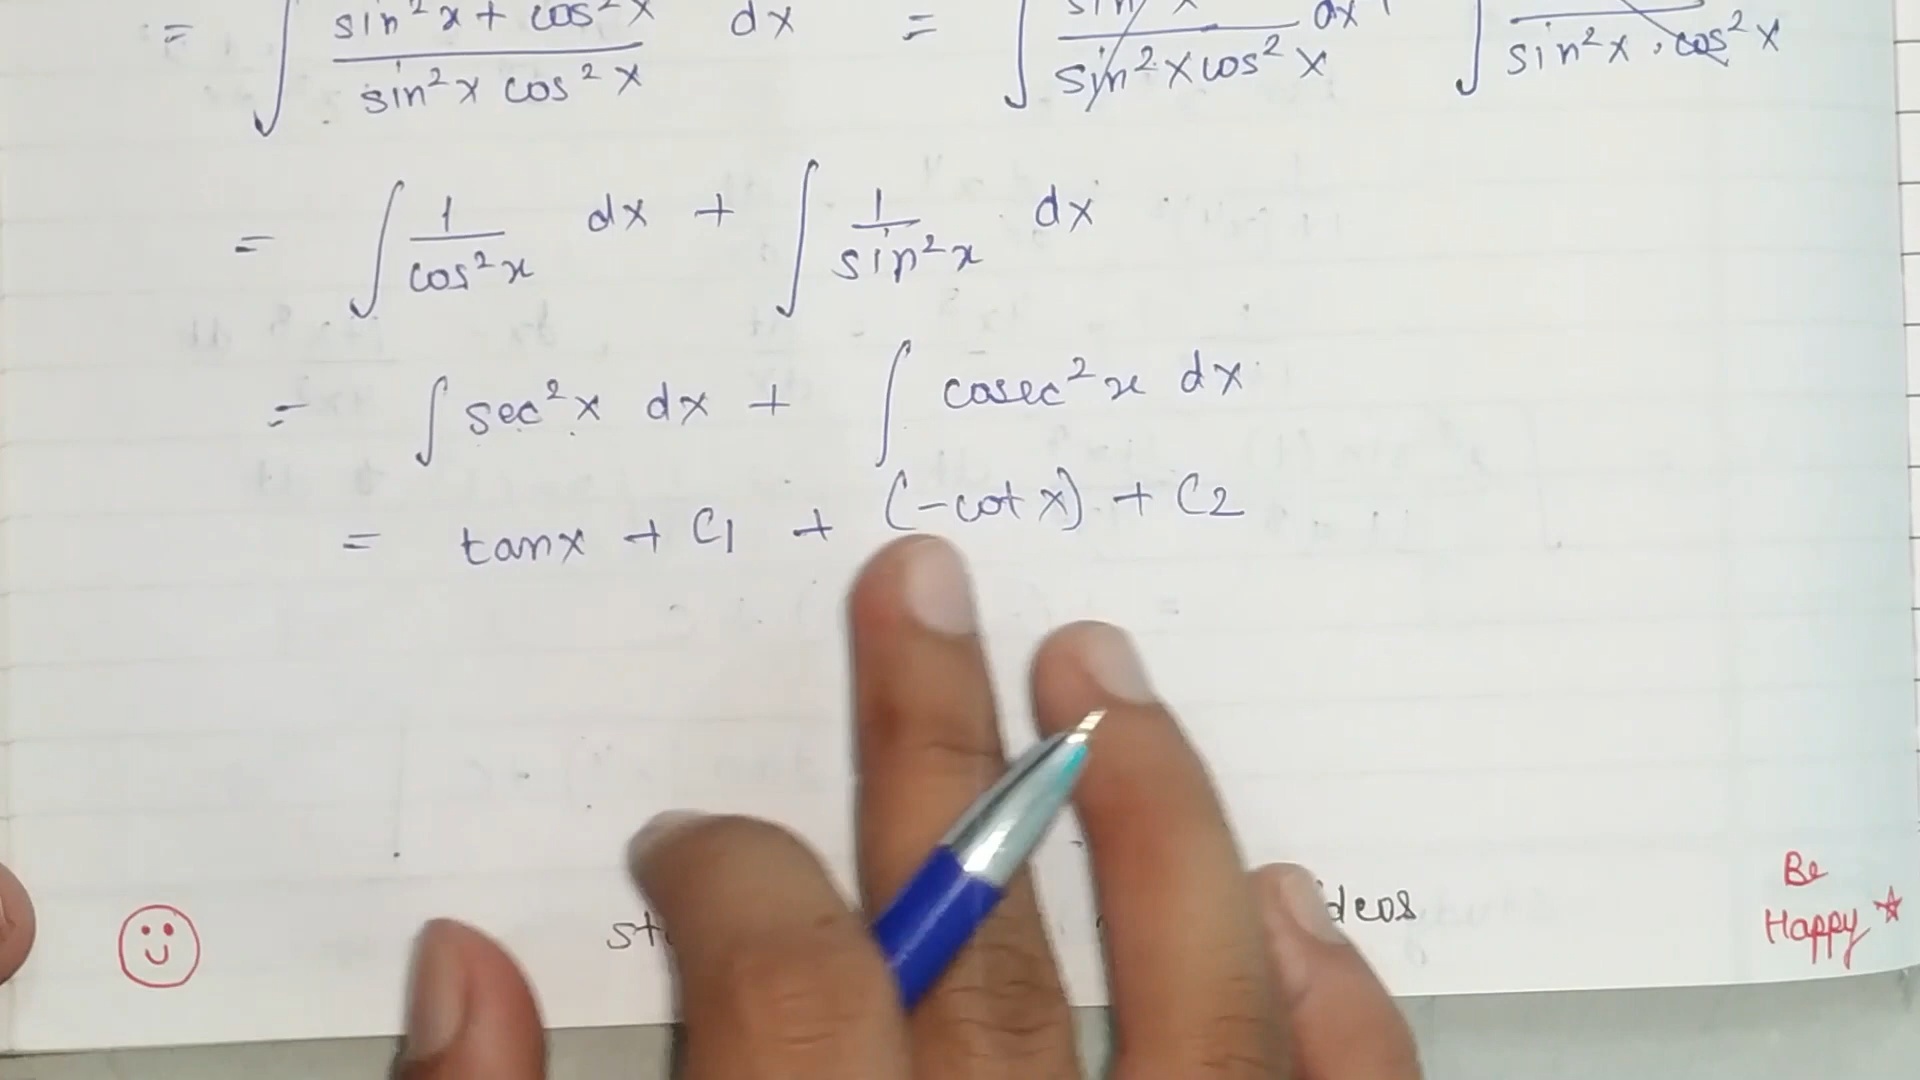 = ∫ sin²x + cos²x / sin²x cos²x dx = ∫ sin²x / sin²x cos²x dx + ∫ / sin²x . cos²x
= ∫ 1 / cos²x dx + ∫ 1 / sin²x dx
= ∫ sec²x dx + ∫ cosec²x dx
= tanx + C1 + (-cot x) + C2
Be
Happy